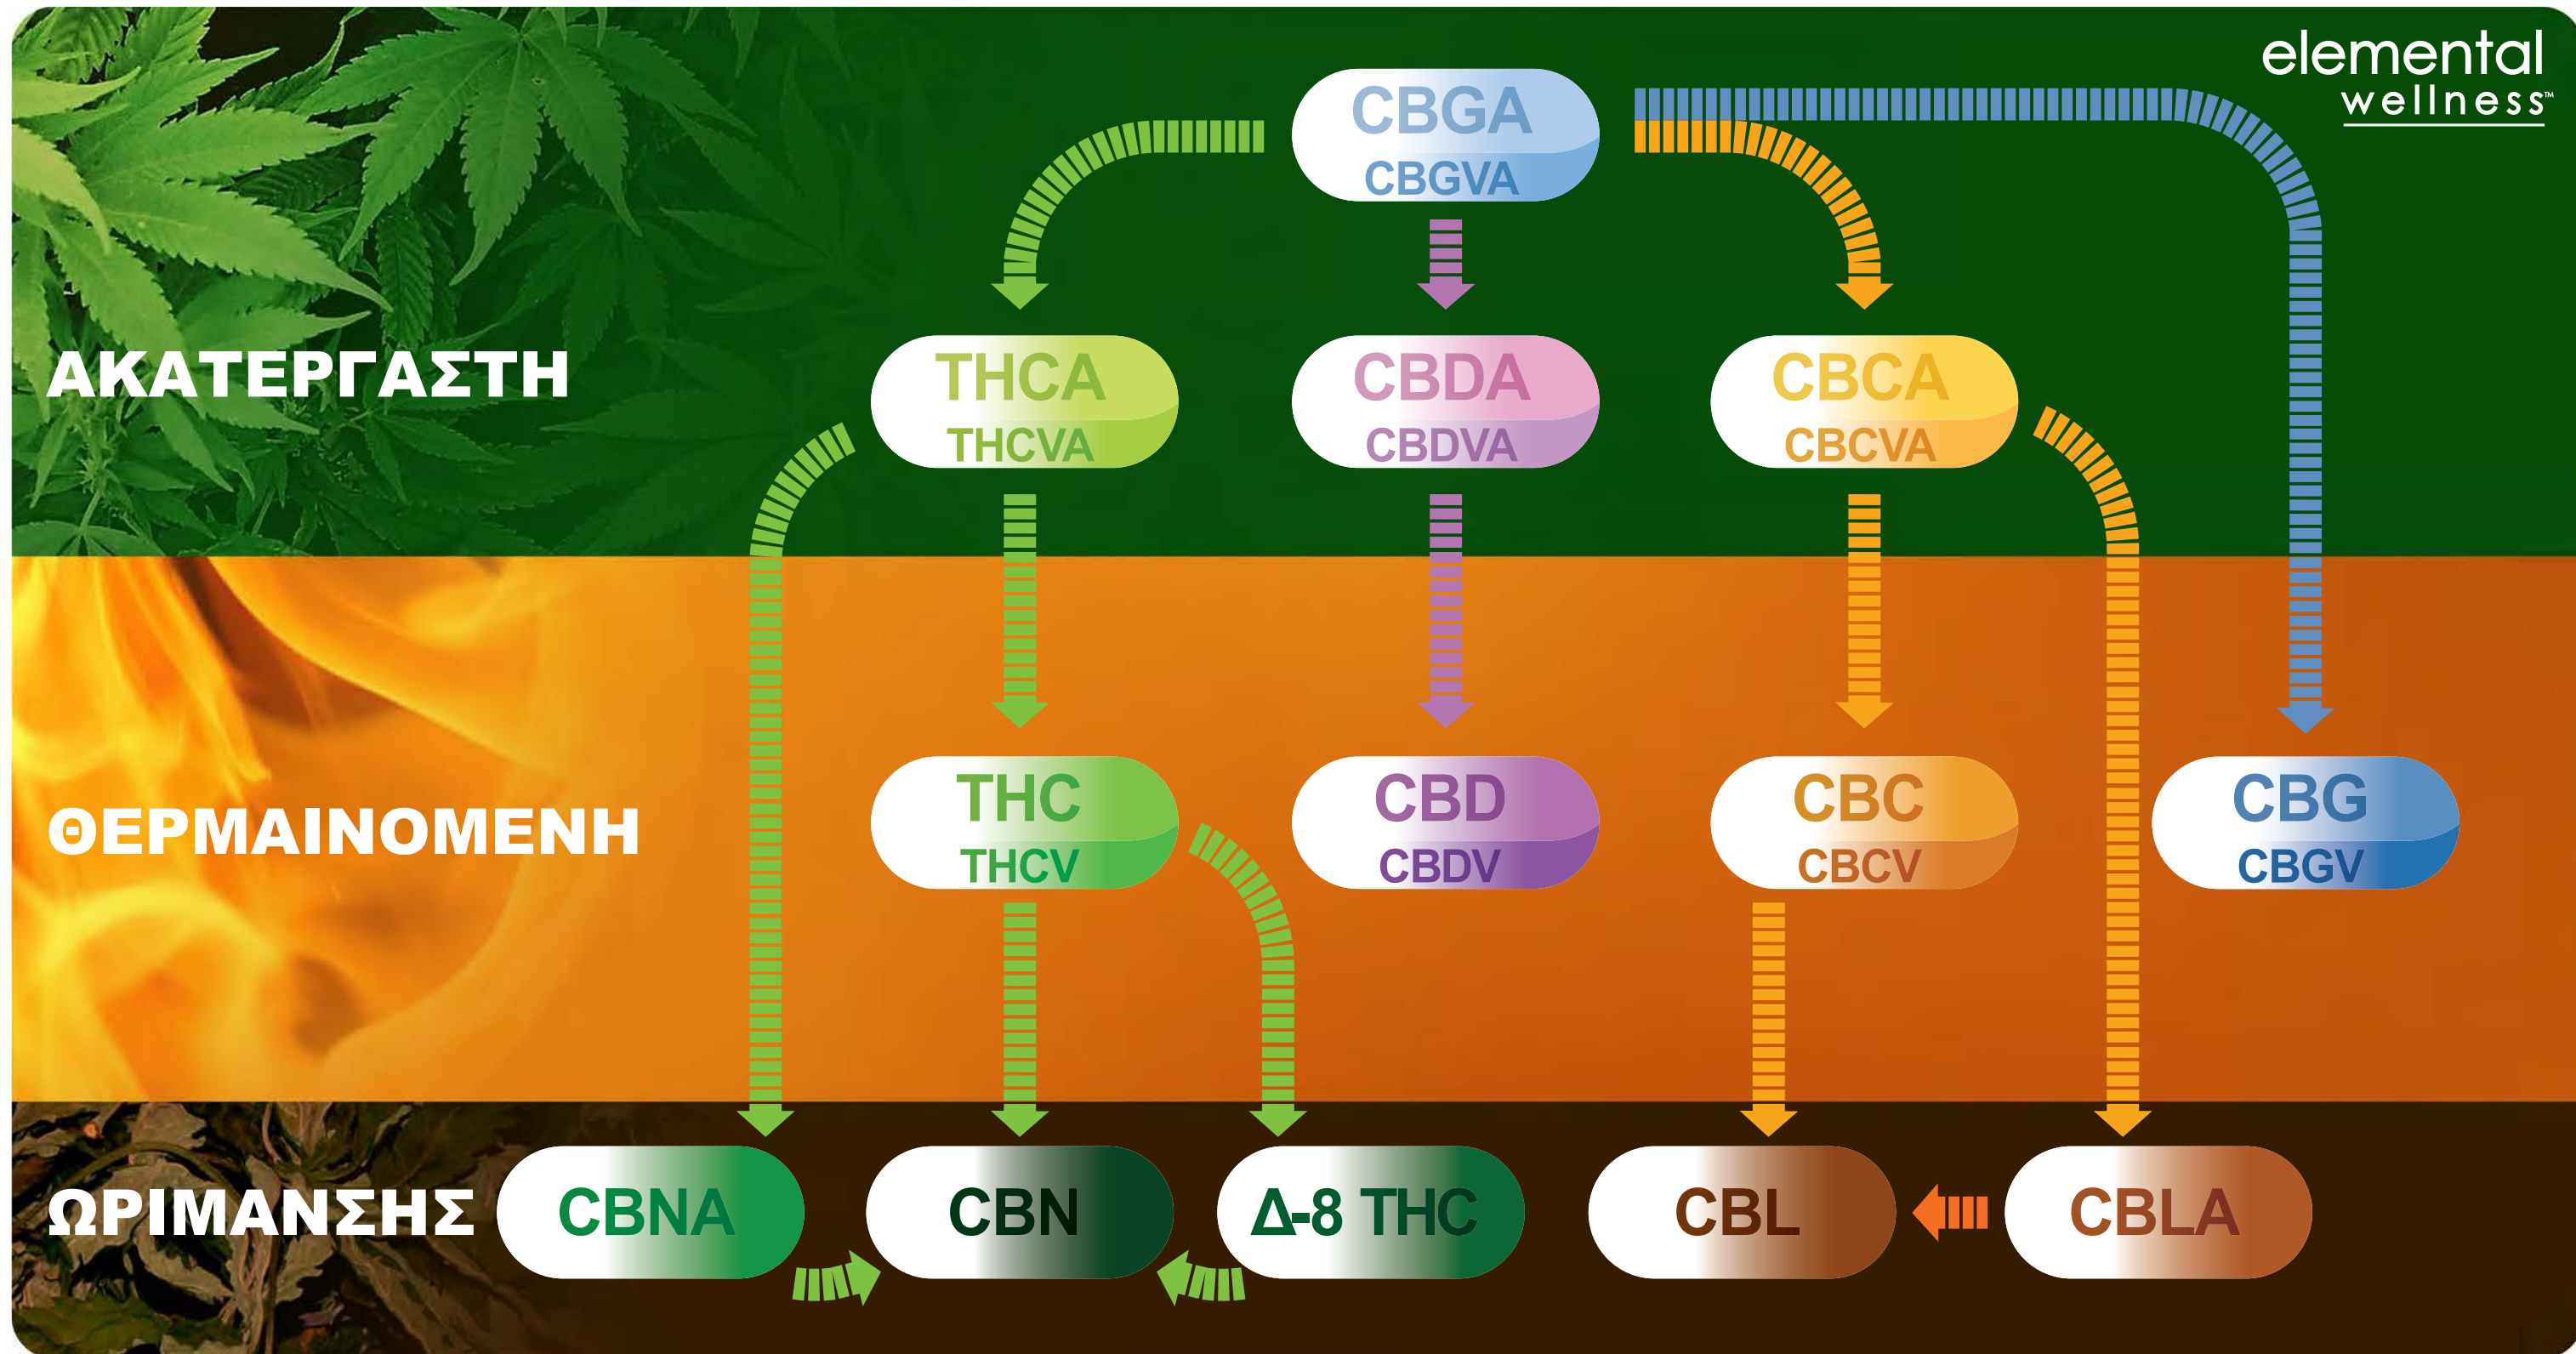 elemental
wellness™
CBGA
CBGVA
ΑΚΑΤΕΡΓΑΣΤΗ
THCA
THCVA
CBDA
CBDVA
CBCA
CBCVA
ΘΕΡΜΑΙΝΟΜΕΝΗ
THC
THCV
CBD
CBDV
CBC
CBCV
CBG
CBGV
ΩΡΙΜΑΝΣΗΣ
CBNA
CBN
Δ-8 THC
CBL
CBLA